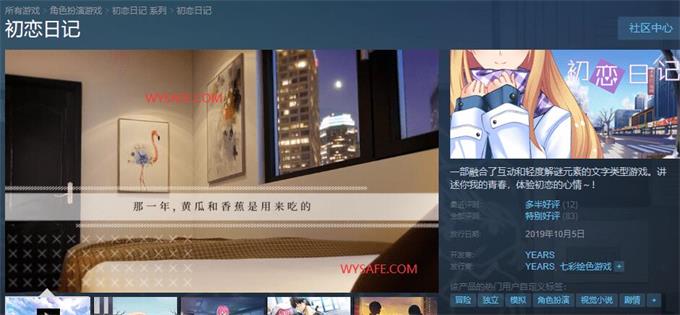 所有游戏 > 角色扮演游戏 > 初恋日记 系列 > 初恋日记
初恋日记
社区中心
WYSAFE.COM
那一年，黄瓜和香蕉是用来吃的
WYSAFE.COM
初恋日记
一部融合了互动和轻度解谜元素的文字类型游戏。讲
述你我的青春，体验初恋的心情~！
最近评测： 多半好评 (12)
全部评测： 特别好评 (83)
发行日期： 2019年10月5日
开发商： YEARS
发行商： YEARS, 七彩绘色游戏 +
该产品的热门用户自定义标签：
冒险 独立 模拟 角色扮演 视觉小说 剧情 +